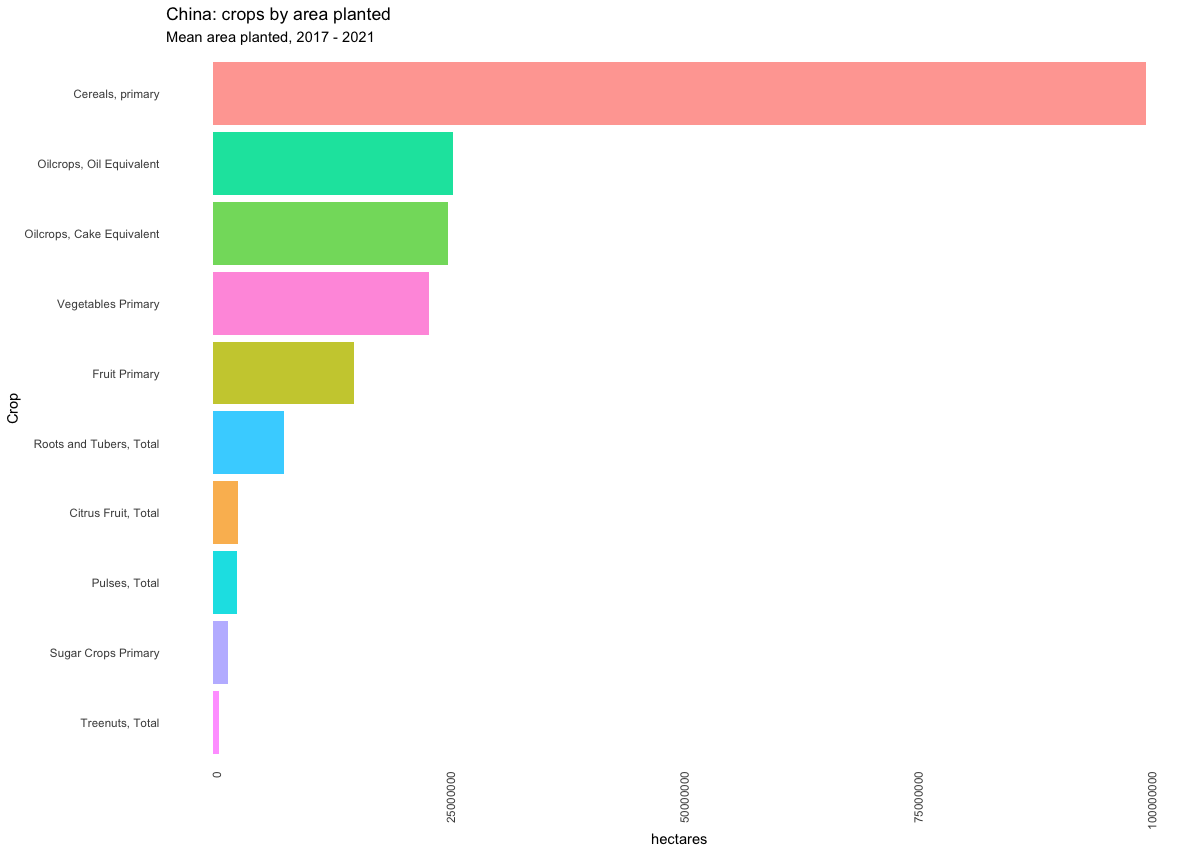 China: crops by area planted
Mean area planted, 2017 - 2021
Cereals, primary
Oilcrops, Oil Equivalent
Oilcrops, Cake Equivalent
Vegetables Primary
Fruit Primary
Roots and Tubers, Total
Citrus Fruit, Total
Pulses, Total
Sugar Crops Primary
Treenuts, Total
Crop
0
25000000
50000000
75000000
100000000
hectares